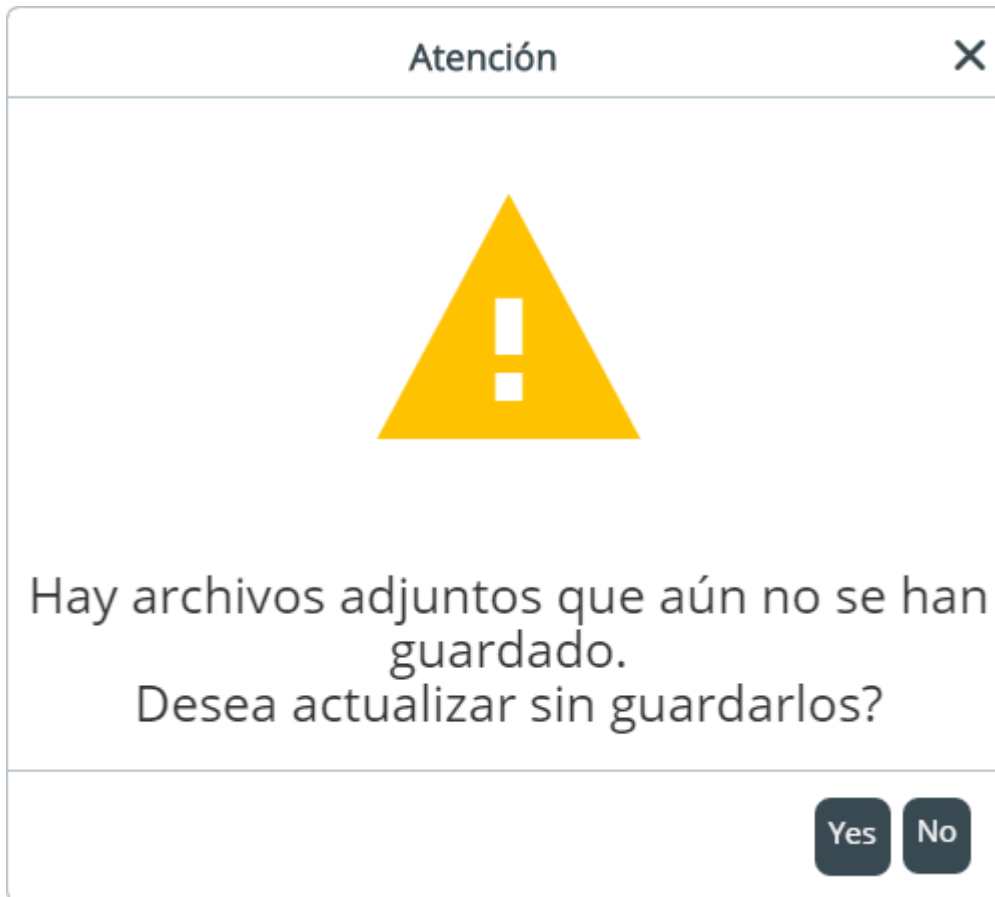 Atención
Hay archivos adjuntos que aún no se han
guardado.
Desea actualizar sin guardarlos?
Yes No